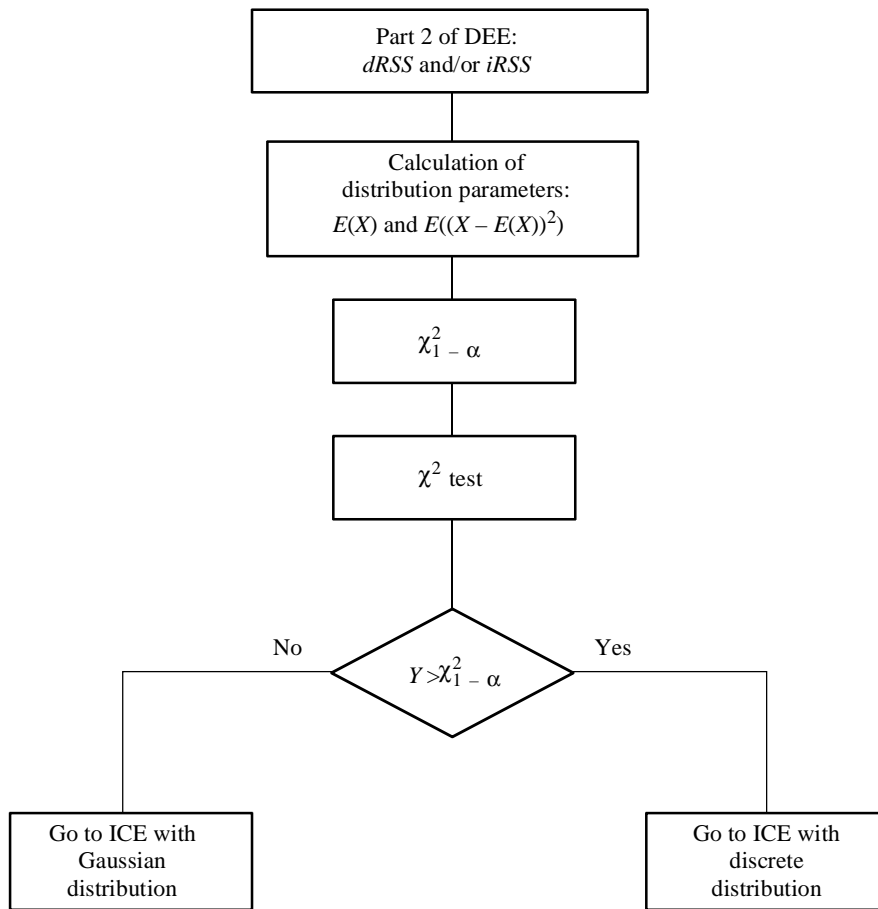 Part 2 of DEE:
dRSS and/or iRSS
Calculation of
distribution parameters:
E(X) and E((X – E(X))²)
χ²₁ ₋ α
χ² test
No
Yes
Y >χ²₁ ₋ α
Go to ICE with
Gaussian
distribution
Go to ICE with
discrete
distribution